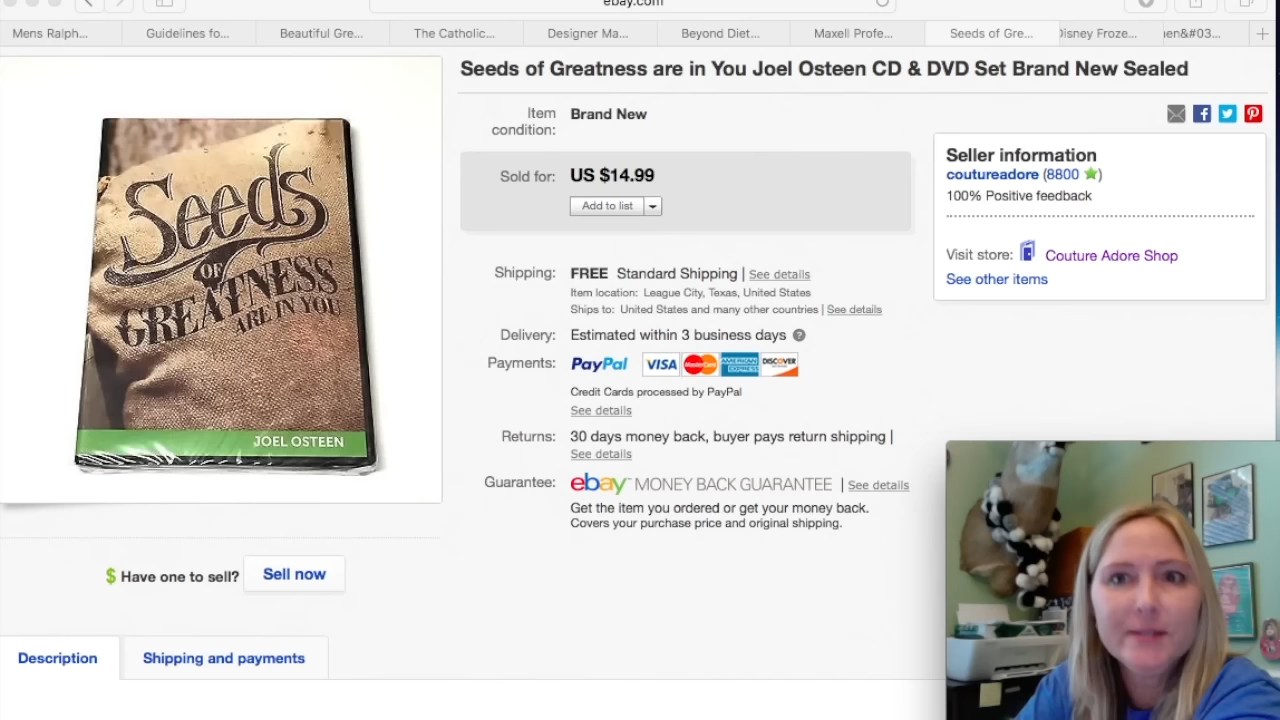 ebay.com
Mens Ralph...
Guidelines fo...
Beautiful Gre...
The Catholic...
Designer Ma...
Beyond Diet...
Maxell Profe...
Seeds of Gre...
Disney Froze...
Seeds of Greatness are in You Joel Osteen CD & DVD Set Brand New Sealed
Item condition:
Brand New
Sold for:
US $14.99
Add to list
Shipping:
FREE Standard Shipping | See details
Item location: League City, Texas, United States
Ships to: United States and many other countries | See details
Delivery:
Estimated within 3 business days ?
Payments:
PayPal VISA MasterCard AMERICAN EXPRESS DISCOVER
Credit Cards processed by PayPal
See details
Returns:
30 days money back, buyer pays return shipping |
See details
Guarantee:
ebay MONEY BACK GUARANTEE | See details
Get the item you ordered or get your money back.
Covers your purchase price and original shipping.
Seller information
coutureadore (8800 )
100% Positive feedback
Visit store: Couture Adore Shop
See other items
Seeds
OF
GREATNESS
ARE IN YOU
JOEL OSTEEN
$ Have one to sell? Sell now
Description
Shipping and payments